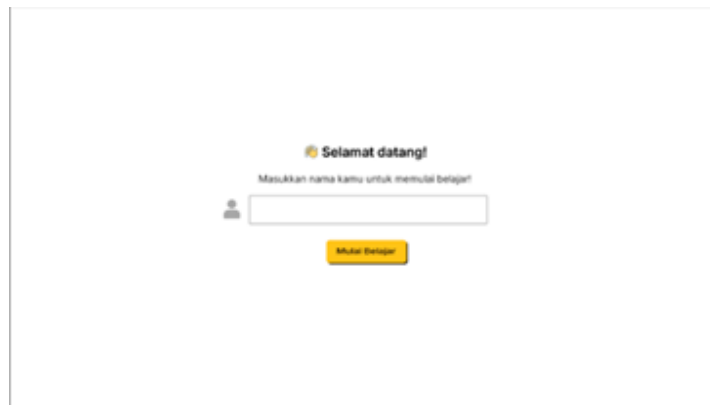 👋 Selamat datang!
Masukkan nama kamu untuk memulai belajar!
Mulai Belajar